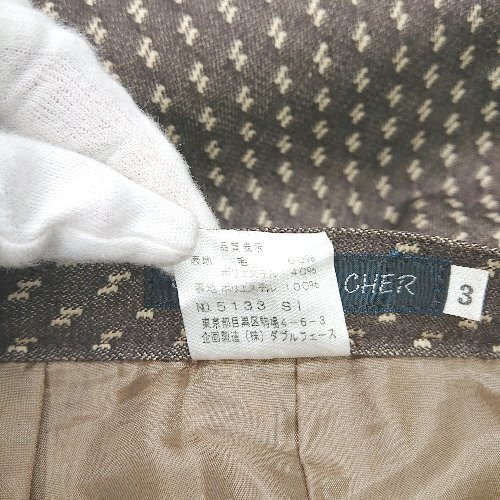 品質表示
表地 毛 60%
ポリエステル 40%
裏地 ポリエステル 100%
NO. 5133 SI
東京都目黒区駒場4-6-3
企画製造(株)ダブルフェース
CHER
3